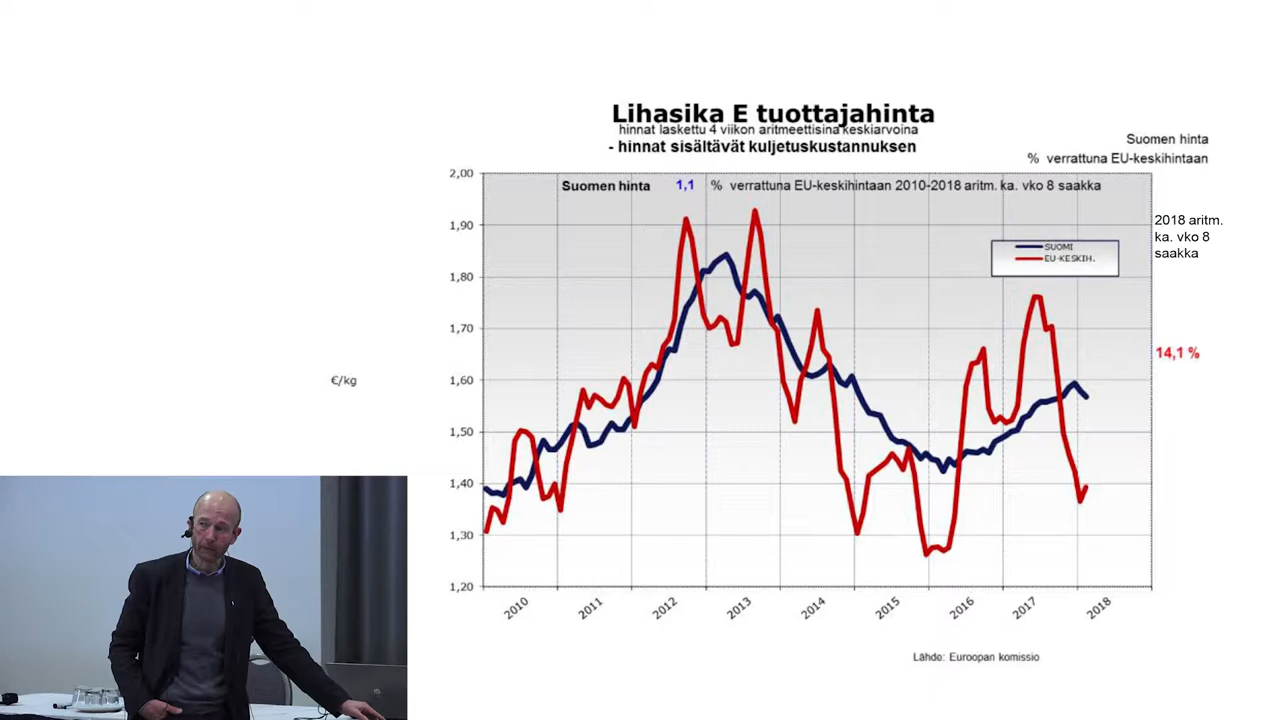 Lihasika E tuottajahinta
hinnat laskettu 4 viikon aritmeettisina keskiarvoina
- hinnat sisältävät kuljetuskustannuksen
Suomen hinta
% verrattuna EU-keskihintaan
2,00
Suomen hinta 1,1 % verrattuna EU-keskihintaan 2010-2018 aritm. ka. vko 8 saakka
1,90
2018 aritm.
ka. vko 8
saakka
SUOMI
EU-KESKIH.
1,80
1,70
14,1 %
€/kg
1,60
1,50
1,40
1,30
1,20
2010 2011 2012 2013 2014 2015 2016 2017 2018
Lähde: Euroopan komissio